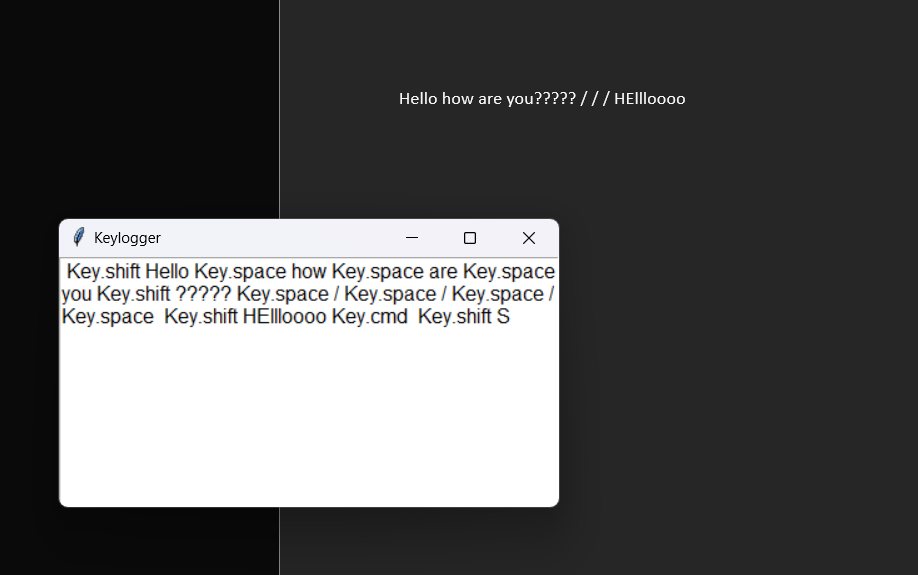 Hello how are you????? / / / HEllloooo
Keylogger
Key.shift Hello Key.space how Key.space are Key.space
you Key.shift ????? Key.space / Key.space / Key.space /
Key.space  Key.shift HEllloooo Key.cmd  Key.shift S